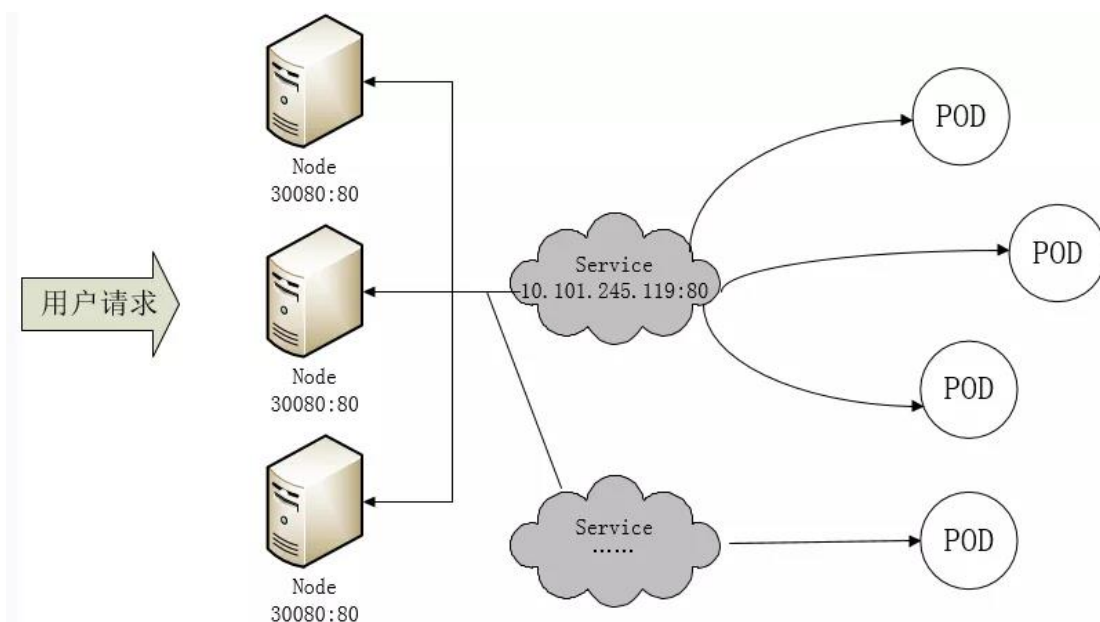 用户请求
Node
30080:80
Node
30080:80
Node
30080:80
Service
10.101.245.119:80
Service
……
POD
POD
POD
POD